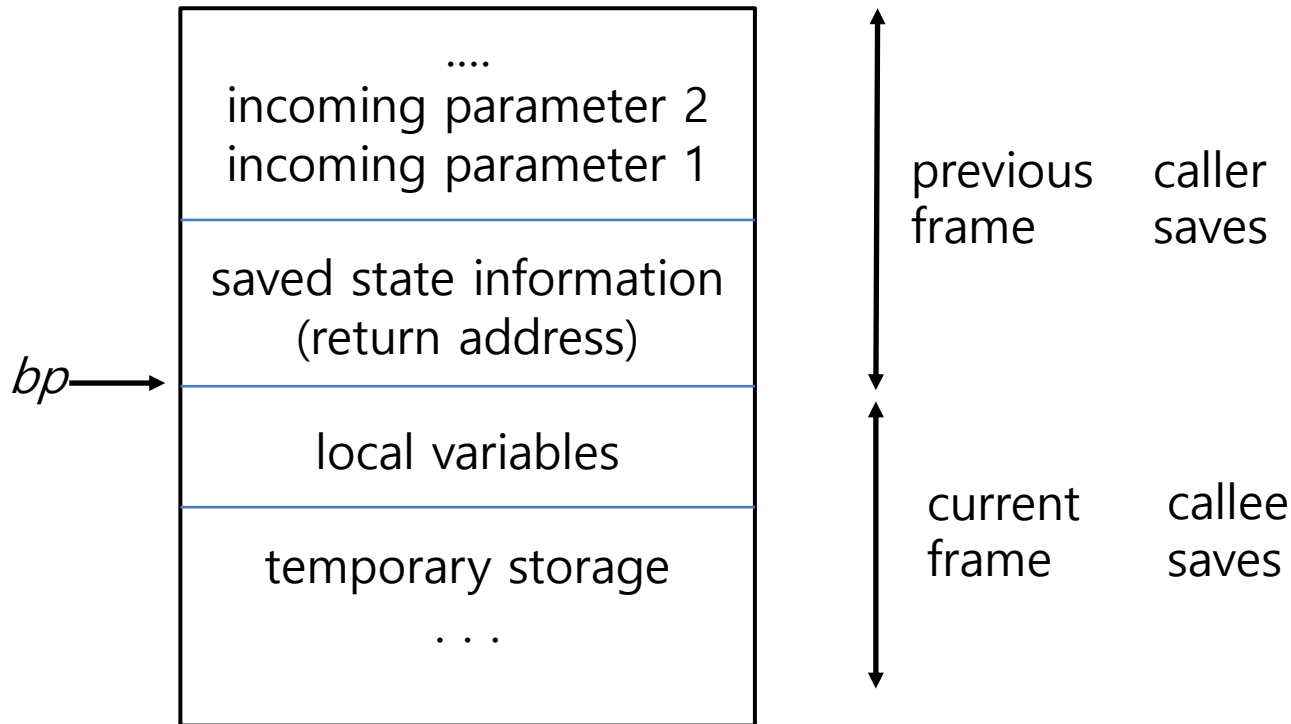 ....
incoming parameter 2
incoming parameter 1
saved state information
(return address)
bp
local variables
temporary storage
. . .
previous caller
frame saves
current callee
frame saves